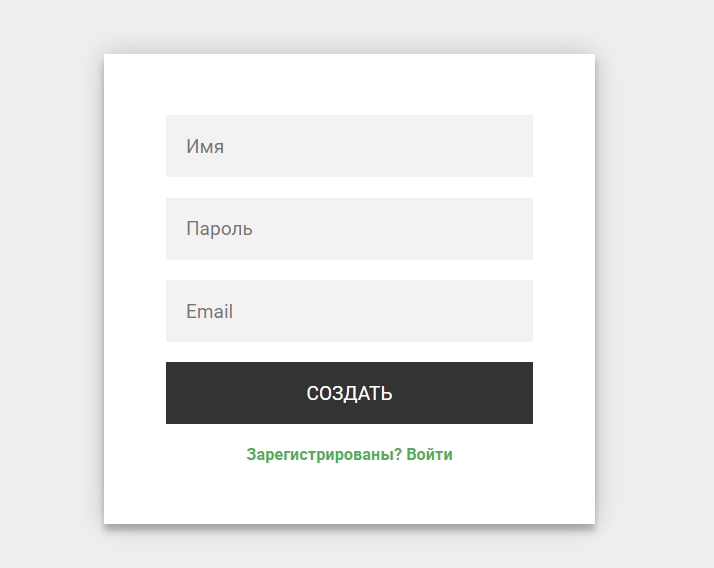 Имя
Пароль
Email
СОЗДАТЬ
Зарегистрированы? Войти